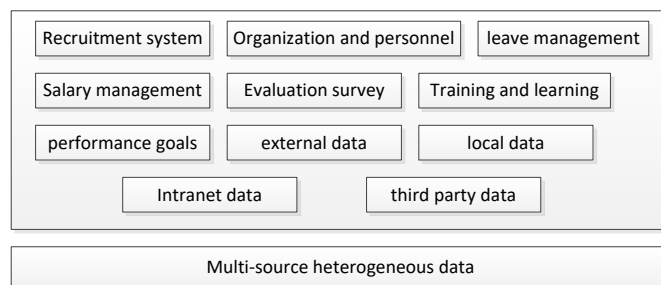 Recruitment system
Organization and personnel
leave management
Salary management
Evaluation survey
Training and learning
performance goals
external data
local data
Intranet data
third party data
Multi-source heterogeneous data